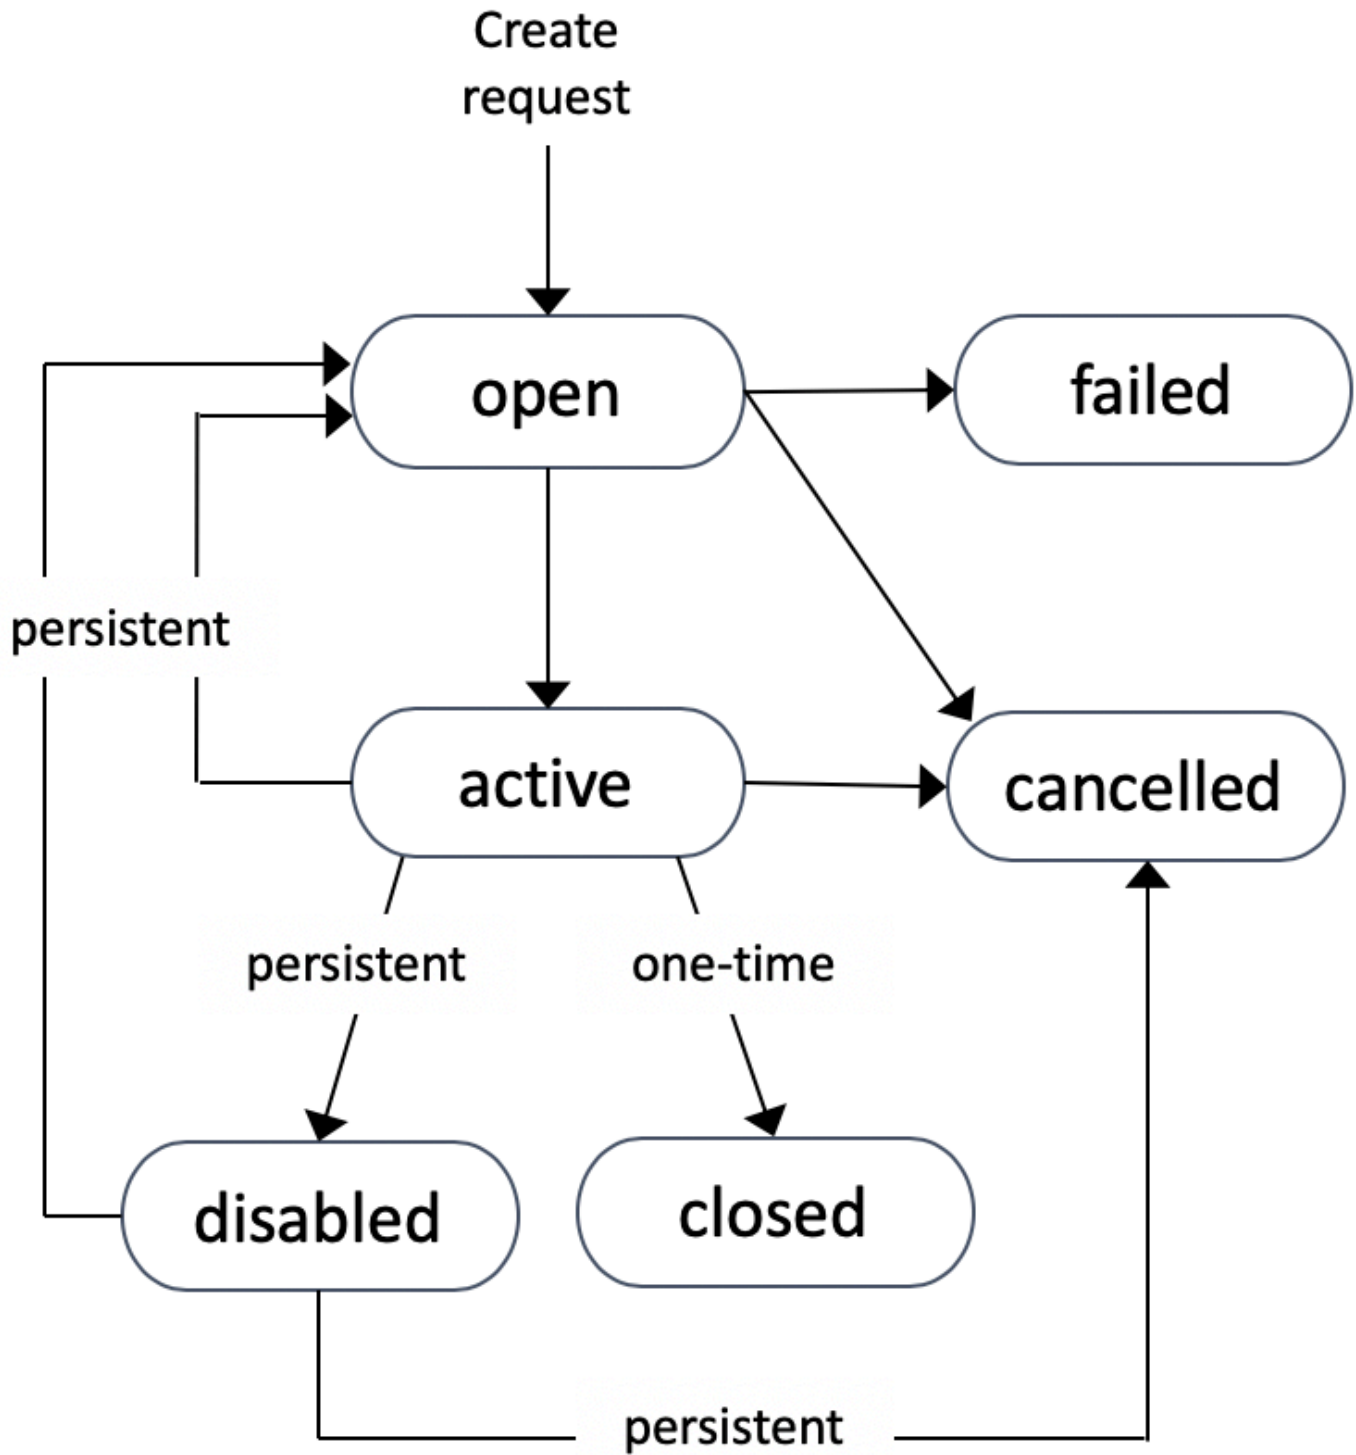 Create
request
open
failed
persistent
active
cancelled
persistent
one-time
disabled
closed
persistent